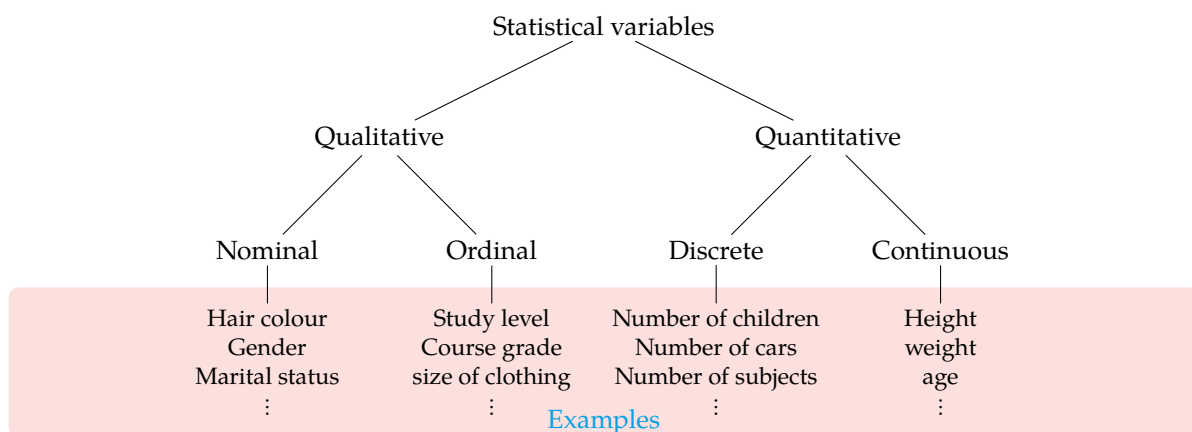 Statistical variables
Qualitative Quantitative
Nominal Ordinal Discrete Continuous
Hair colour Study level Number of children Height
Gender Course grade Number of cars weight
Marital status size of clothing Number of subjects age
⋮ ⋮ ⋮ ⋮
Examples